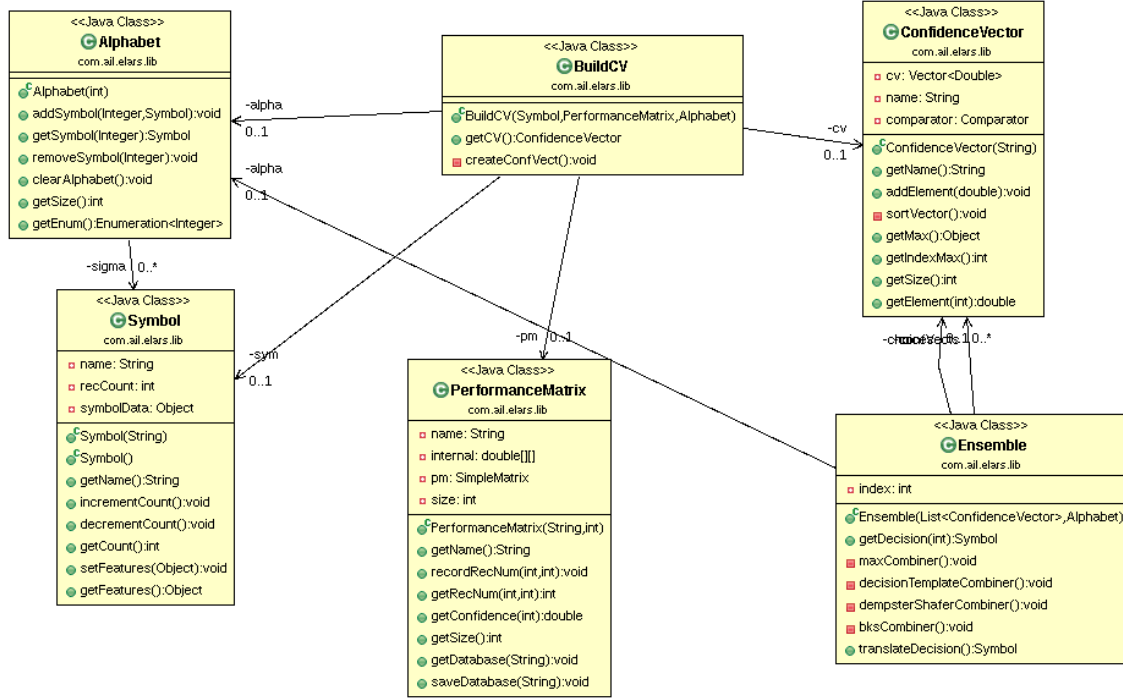 <<Java Class>>
Alphabet
com.ail.elars.lib
Alphabet(int)
addSymbol(Integer,Symbol):void
getSymbol(Integer):Symbol
removeSymbol(Integer):void
clearAlphabet():void
getSize():int
getEnum():Enumeration<Integer>
<<Java Class>>
BuildCV
com.ail.elars.lib
BuildCV(Symbol,PerformanceMatrix,Alphabet)
getCV():ConfidenceVector
createConfVect():void
<<Java Class>>
ConfidenceVector
com.ail.elars.lib
cv: Vector<Double>
name: String
comparator: Comparator
ConfidenceVector(String)
getName():String
addElement(double):void
sortVector():void
getMax():Object
getIndexMax():int
getSize():int
getElement(int):double
-alpha
0..1
-alpha
0..1
-cv
0..1
-sigma
0..*
-sym
0..1
-pm
0..1
0..1
0..*
<<Java Class>>
Symbol
com.ail.elars.lib
name: String
recCount: int
symbolData: Object
Symbol(String)
Symbol()
getName():String
incrementCount():void
decrementCount():void
getCount():int
setFeatures(Object):void
getFeatures():Object
<<Java Class>>
PerformanceMatrix
com.ail.elars.lib
name: String
internal: double[][]
pm: SimpleMatrix
size: int
PerformanceMatrix(String,int)
getName():String
recordRecNum(int,int):void
getRecNum(int,int):int
getConfidence(int):double
getSize():int
getDatabase(String):void
saveDatabase(String):void
<<Java Class>>
Ensemble
com.ail.elars.lib
index: int
Ensemble(List<ConfidenceVector>,Alphabet)
getDecision(int):Symbol
maxCombiner():void
decisionTemplateCombiner():void
dempsterShaferCombiner():void
bksCombiner():void
translateDecision():Symbol